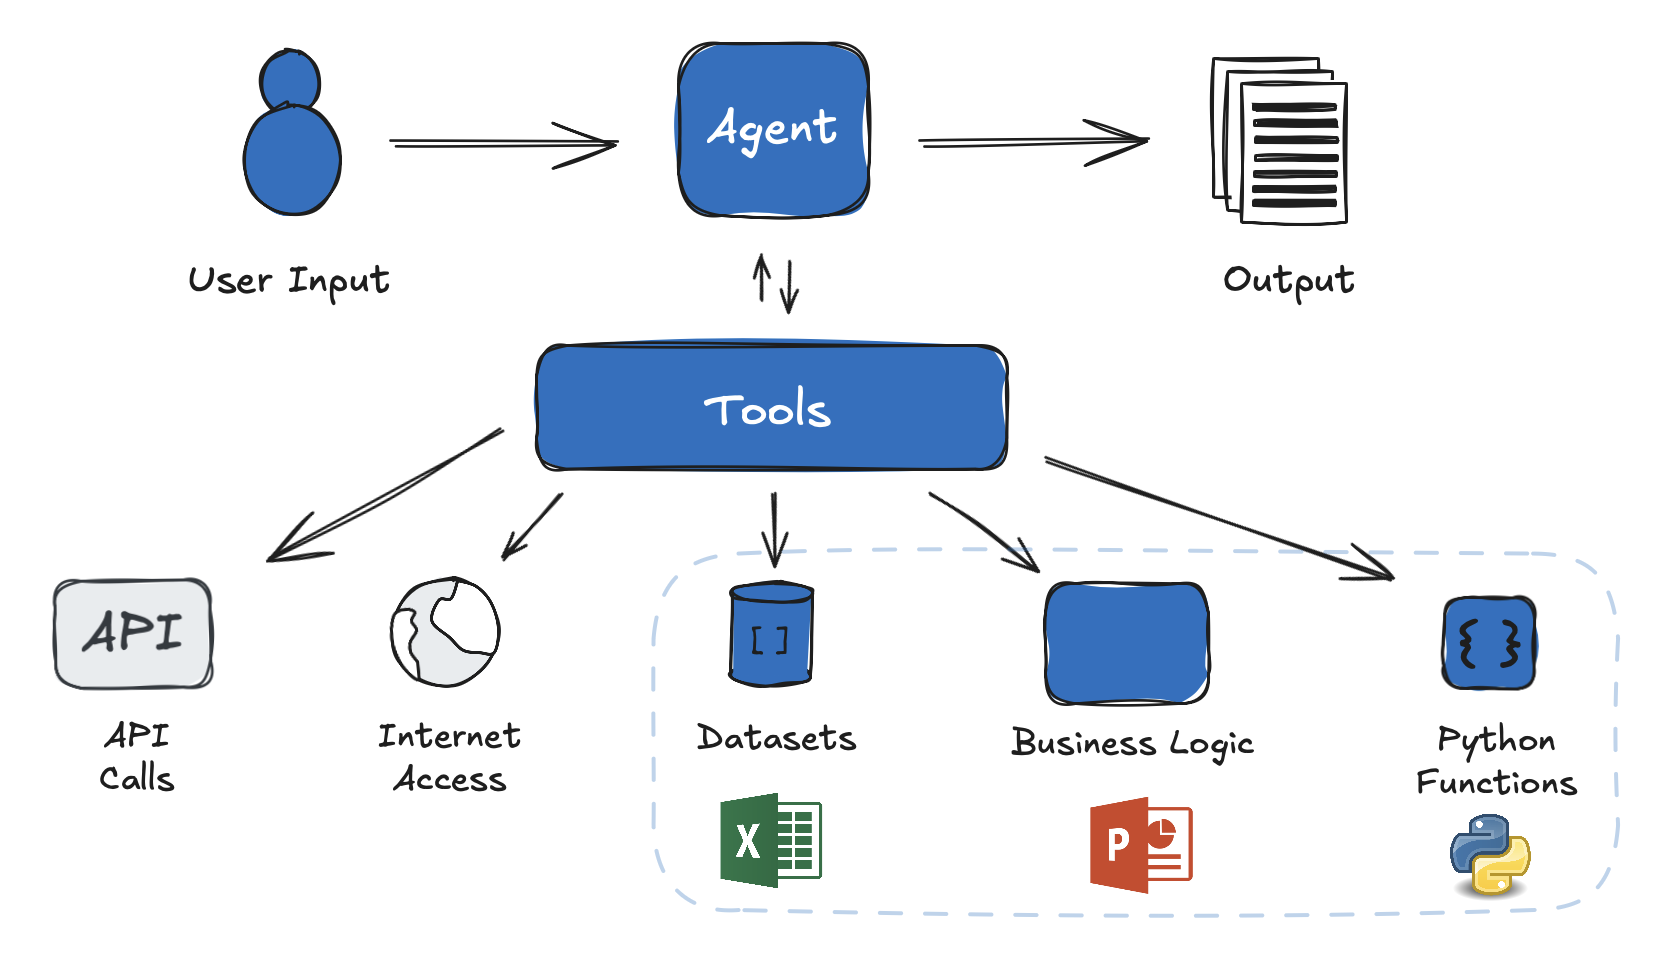 Agent
User Input
Output
Tools
API
[ ]
{ }
API
Calls
Internet
Access
Datasets
Business Logic
Python
Functions
X
P